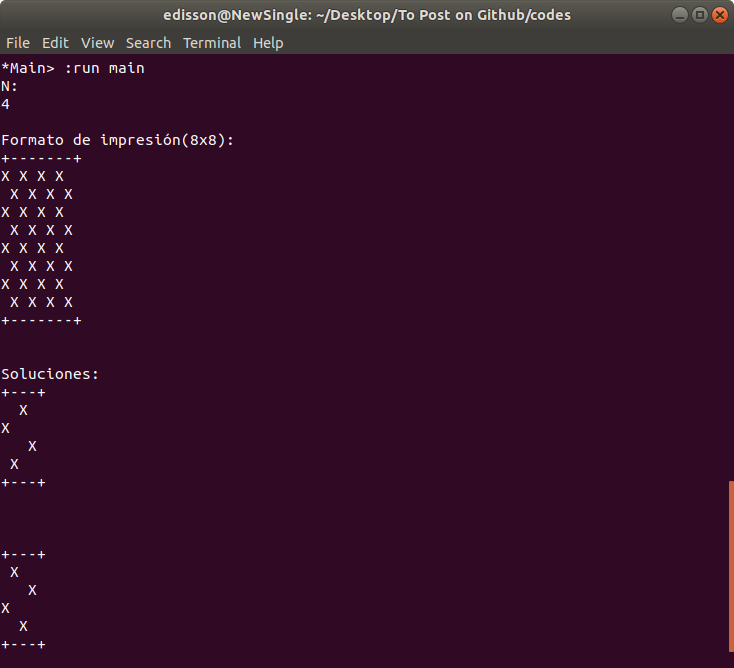 edisson@NewSingle: ~/Desktop/To Post on Github/codes
File Edit View Search Terminal Help
*Main> :run main
N:
4

Formato de impresión(8x8):
+-------+
X X X X
 X X X X
X X X X
 X X X X
X X X X
 X X X X
X X X X
 X X X X
+-------+


Soluciones:
+---+
  X
X
   X
 X
+---+



+---+
 X
   X
X
  X
+---+